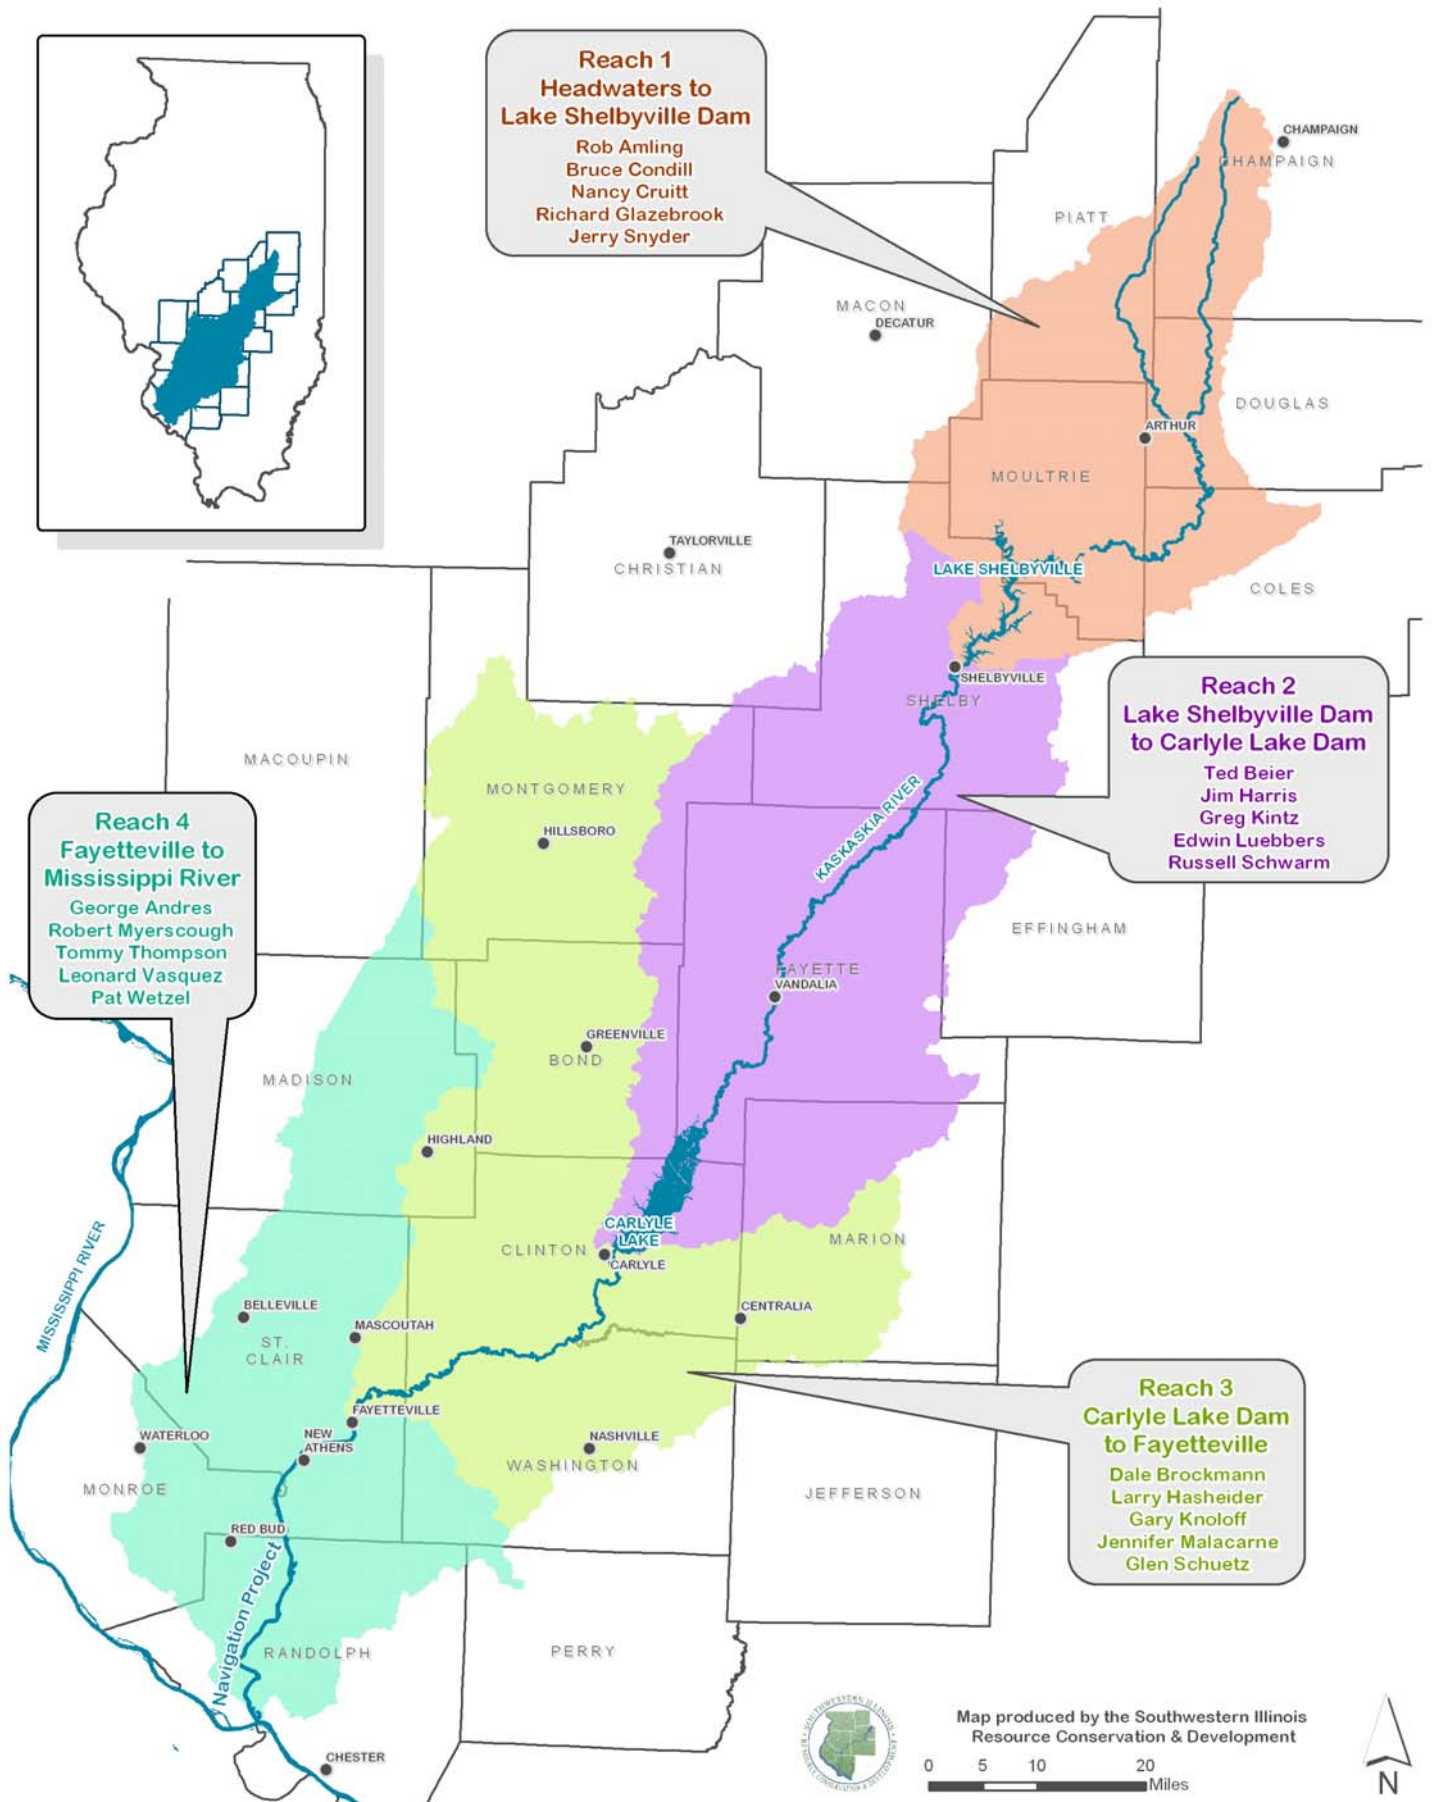 Reach 1
Headwaters to
Lake Shelbyville Dam
Rob Amling
Bruce Condill
Nancy Cruitt
Richard Glazebrook
Jerry Snyder
CHAMPAIGN
CHAMPAIGN
PIATT
MACON
DECATUR
DOUGLAS
ARTHUR
MOULTRIE
TAYLORVILLE
CHRISTIAN
LAKE SHELBYVILLE
COLES
SHELBYVILLE
SHELBY
Reach 2
Lake Shelbyville Dam
to Carlyle Lake Dam
Ted Beier
Jim Harris
Greg Kintz
Edwin Luebbers
Russell Schwarm
MACOUPIN
MONTGOMERY
HILLSBORO
KASKASKIA RIVER
Reach 4
Fayetteville to
Mississippi River
George Andres
Robert Myerscough
Tommy Thompson
Leonard Vasquez
Pat Wetzel
EFFINGHAM
FAYETTE
VANDALIA
GREENVILLE
BOND
MADISON
HIGHLAND
MISSISSIPPI RIVER
CARLYLE
LAKE
CLINTON
CARLYLE
MARION
BELLEVILLE
CENTRALIA
MASCOUTAH
ST.
CLAIR
Reach 3
Carlyle Lake Dam
to Fayetteville
Dale Brockmann
Larry Hasheider
Gary Knoloff
Jennifer Malacarne
Glen Schuetz
FAYETTEVILLE
WATERLOO
NEW
ATHENS
NASHVILLE
WASHINGTON
MONROE
JEFFERSON
RED BUD
Navigation Project
RANDOLPH
PERRY
CHESTER
SOUTHWESTERN ILLINOIS
RESOURCE CONSERVATION & DEVELOPMENT
Map produced by the Southwestern Illinois
Resource Conservation & Development
0 5 10 20
Miles
N